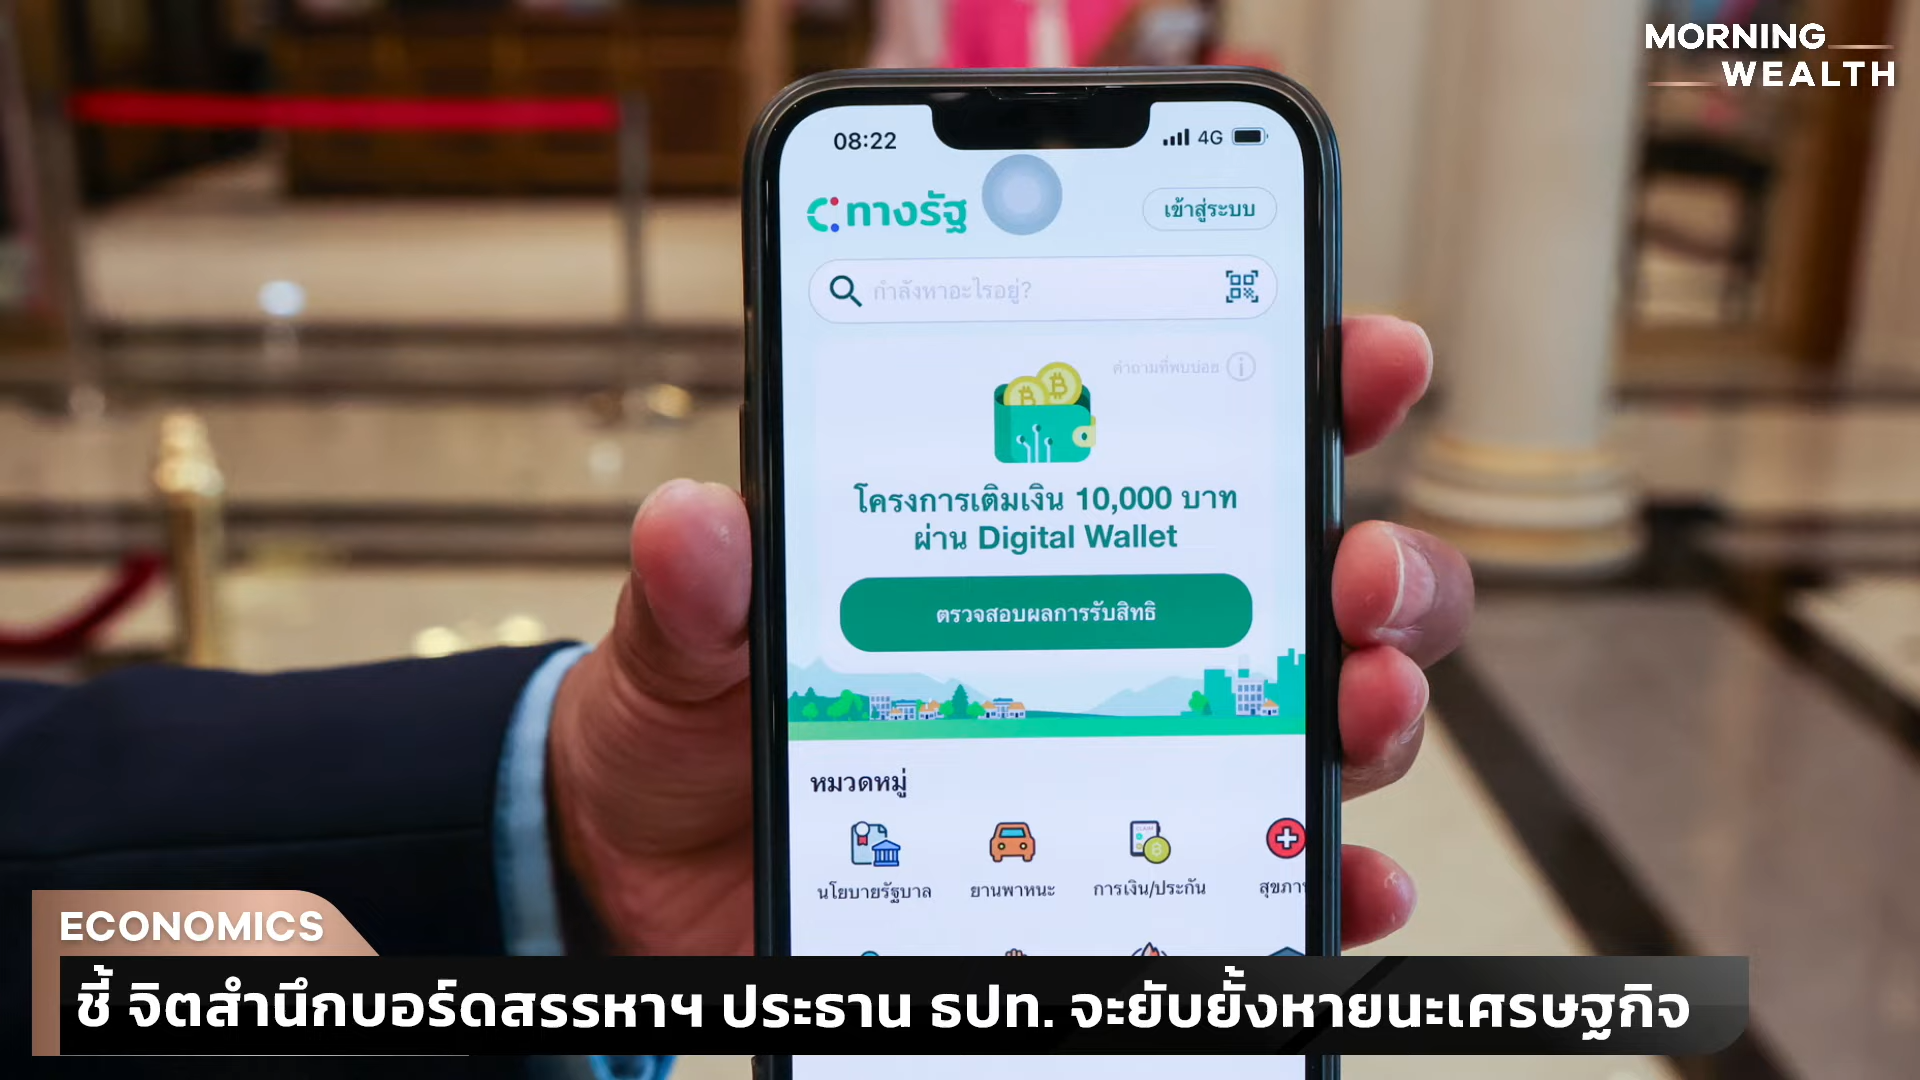 MORNING
WEALTH
08:22
4G
ทางรัฐ
เข้าสู่ระบบ
กำลังหาอะไรอยู่?
คำถามที่พบบ่อย
โครงการเติมเงิน 10,000 บาท
ผ่าน Digital Wallet
ตรวจสอบผลการรับสิทธิ
หมวดหมู่
นโยบายรัฐบาล
ยานพาหนะ
การเงิน/ประกัน
ECONOMICS
ชี้ จิตสำนึกบอร์ดสรรหาฯ ประธาน ธปท. จะยับยั้งหายนะเศรษฐกิจ